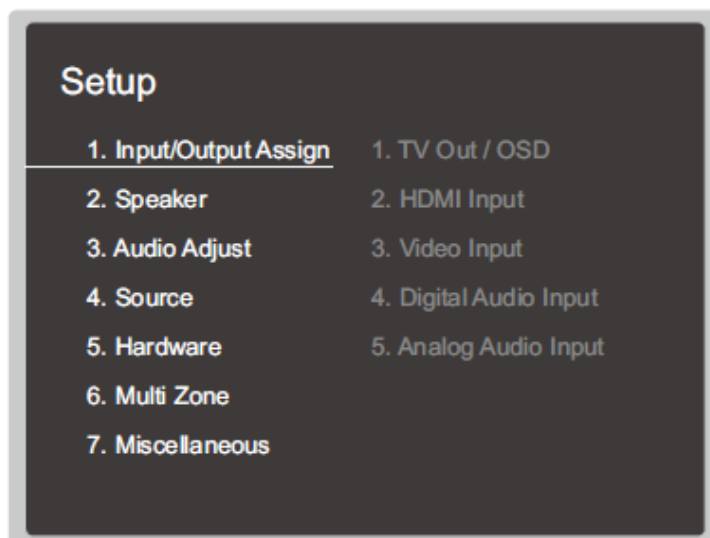 Setup
1. Input/Output Assign
2. Speaker
3. Audio Adjust
4. Source
5. Hardware
6. Multi Zone
7. Miscellaneous
1. TV Out / OSD
2. HDMI Input
3. Video Input
4. Digital Audio Input
5. Analog Audio Input